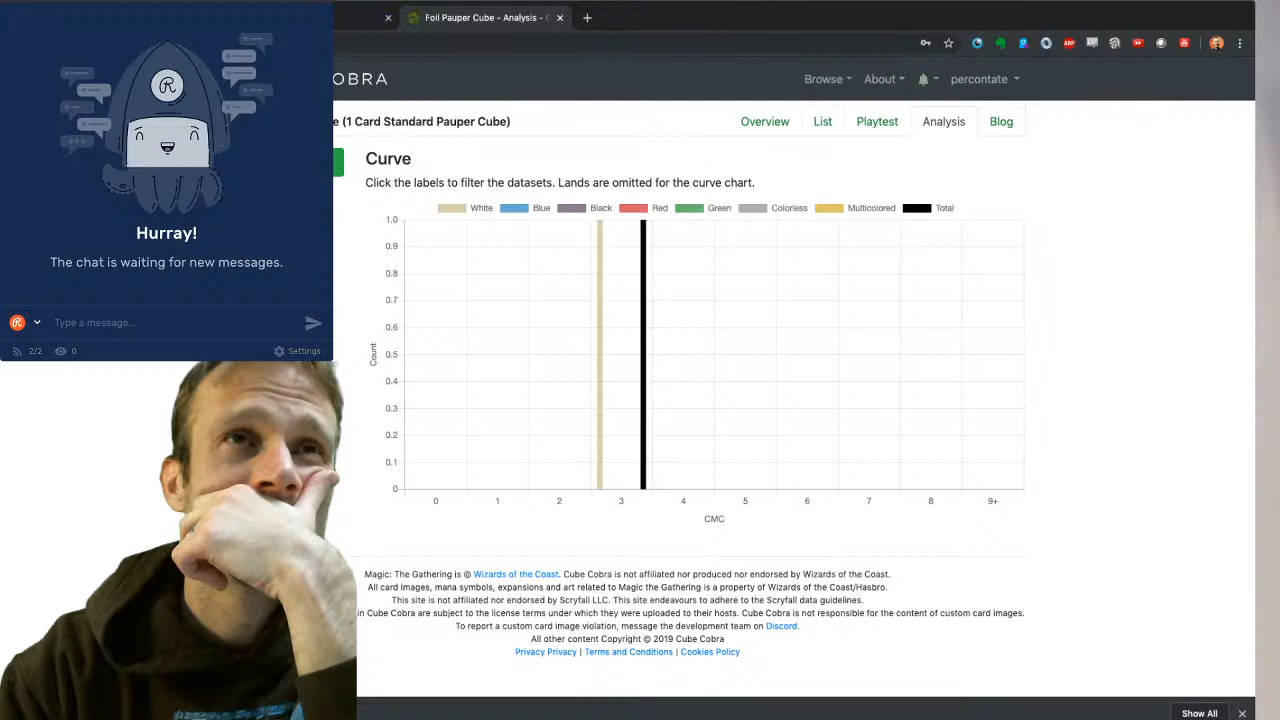 Foil Pauper Cube - Analysis -
OBRA
Browse
About
percontate
(1 Card Standard Pauper Cube)
Overview
List
Playtest
Analysis
Blog
Curve
Click the labels to filter the datasets. Lands are omitted for the curve chart.
White Blue Black Red Green Colorless Multicolored Total
1.0
0.9
0.8
0.7
0.6
0.5
0.4
0.3
0.2
0.1
0
Count
0 1 2 3 4 5 6 7 8 9+
CMC
Magic: The Gathering is © Wizards of the Coast. Cube Cobra is not affiliated nor produced nor endorsed by Wizards of the Coast.
All card images, mana symbols, expansions and art related to Magic the Gathering is a property of Wizards of the Coast/Hasbro.
This site is not affiliated nor endorsed by Scryfall LLC. This site endeavours to adhere to the Scryfall data guidelines.
in Cube Cobra are subject to the license terms under which they were uploaded to their hosts. Cube Cobra is not responsible for the content of custom card images.
To report a custom card image violation, message the development team on Discord.
All other content Copyright © 2019 Cube Cobra
Privacy Privacy | Terms and Conditions | Cookies Policy
Show All
Hurray!
The chat is waiting for new messages.
Type a message...
2/2
0
Settings